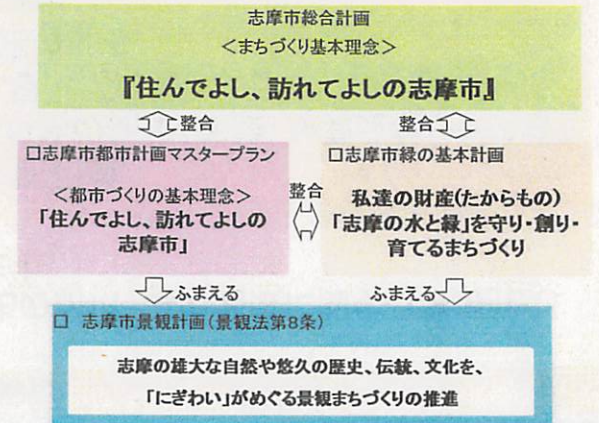 志摩市総合計画
<まちづくり基本理念>
『住んでよし、訪れてよしの志摩市』
整合
整合
□志摩市都市計画マスタープラン
<都市づくりの基本理念>
「住んでよし、訪れてよしの
志摩市」
整合
□志摩市緑の基本計画
私達の財産(たからもの)
「志摩の水と緑」を守り・創り・
育てるまちづくり
ふまえる
ふまえる
□ 志摩市景観計画(景観法第8条)
志摩の雄大な自然や悠久の歴史、伝統、文化を、
「にぎわい」がめぐる景観まちづくりの推進